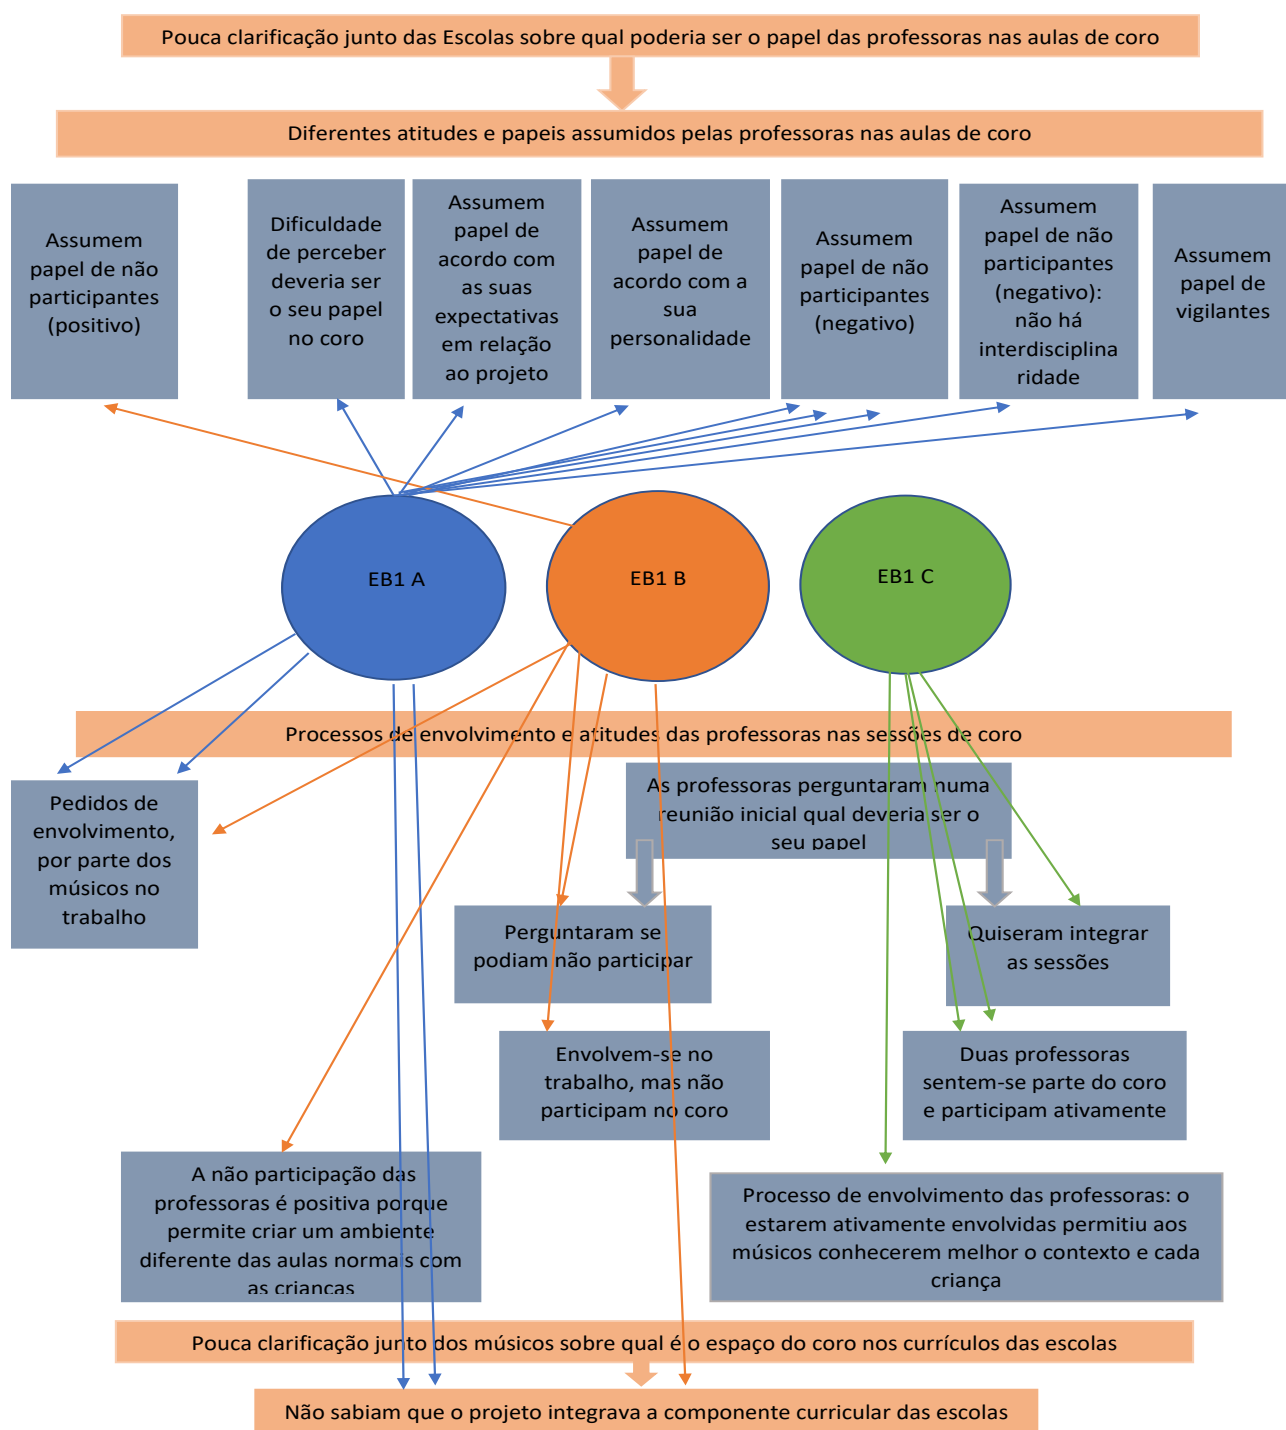 Pouca clarificação junto das Escolas sobre qual poderia ser o papel das professoras nas aulas de coro
Diferentes atitudes e papeis assumidos pelas professoras nas aulas de coro
Assumem
papel de não
participantes
(positivo)
Dificuldade
de perceber
deveria ser
o seu papel
no coro
Assumem
papel de
acordo com
as suas
expectativas
em relação
ao projeto
Assumem
papel de
acordo com a
sua
personalidade
Assumem
papel de não
participantes
(negativo)
Assumem
papel de não
participantes
(negativo):
não há
interdisciplina
ridade
Assumem
papel de
vigilantes
EB1 A
EB1 B
EB1 C
Processos de envolvimento e atitudes das professoras nas sessões de coro
Pedidos de
envolvimento,
por parte dos
músicos no
trabalho
As professoras perguntaram numa
reunião inicial qual deveria ser o
seu papel
Perguntaram se
podiam não participar
Quiseram integrar
as sessões
Envolvem-se no
trabalho, mas não
participam no coro
Duas professoras
sentem-se parte do coro
e participam ativamente
A não participação das
professoras é positiva porque
permite criar um ambiente
diferente das aulas normais com
as crianças
Processo de envolvimento das professoras: o
estarem ativamente envolvidas permitiu aos
músicos conhecerem melhor o contexto e cada
criança
Pouca clarificação junto dos músicos sobre qual é o espaço do coro nos currículos das escolas
Não sabiam que o projeto integrava a componente curricular das escolas